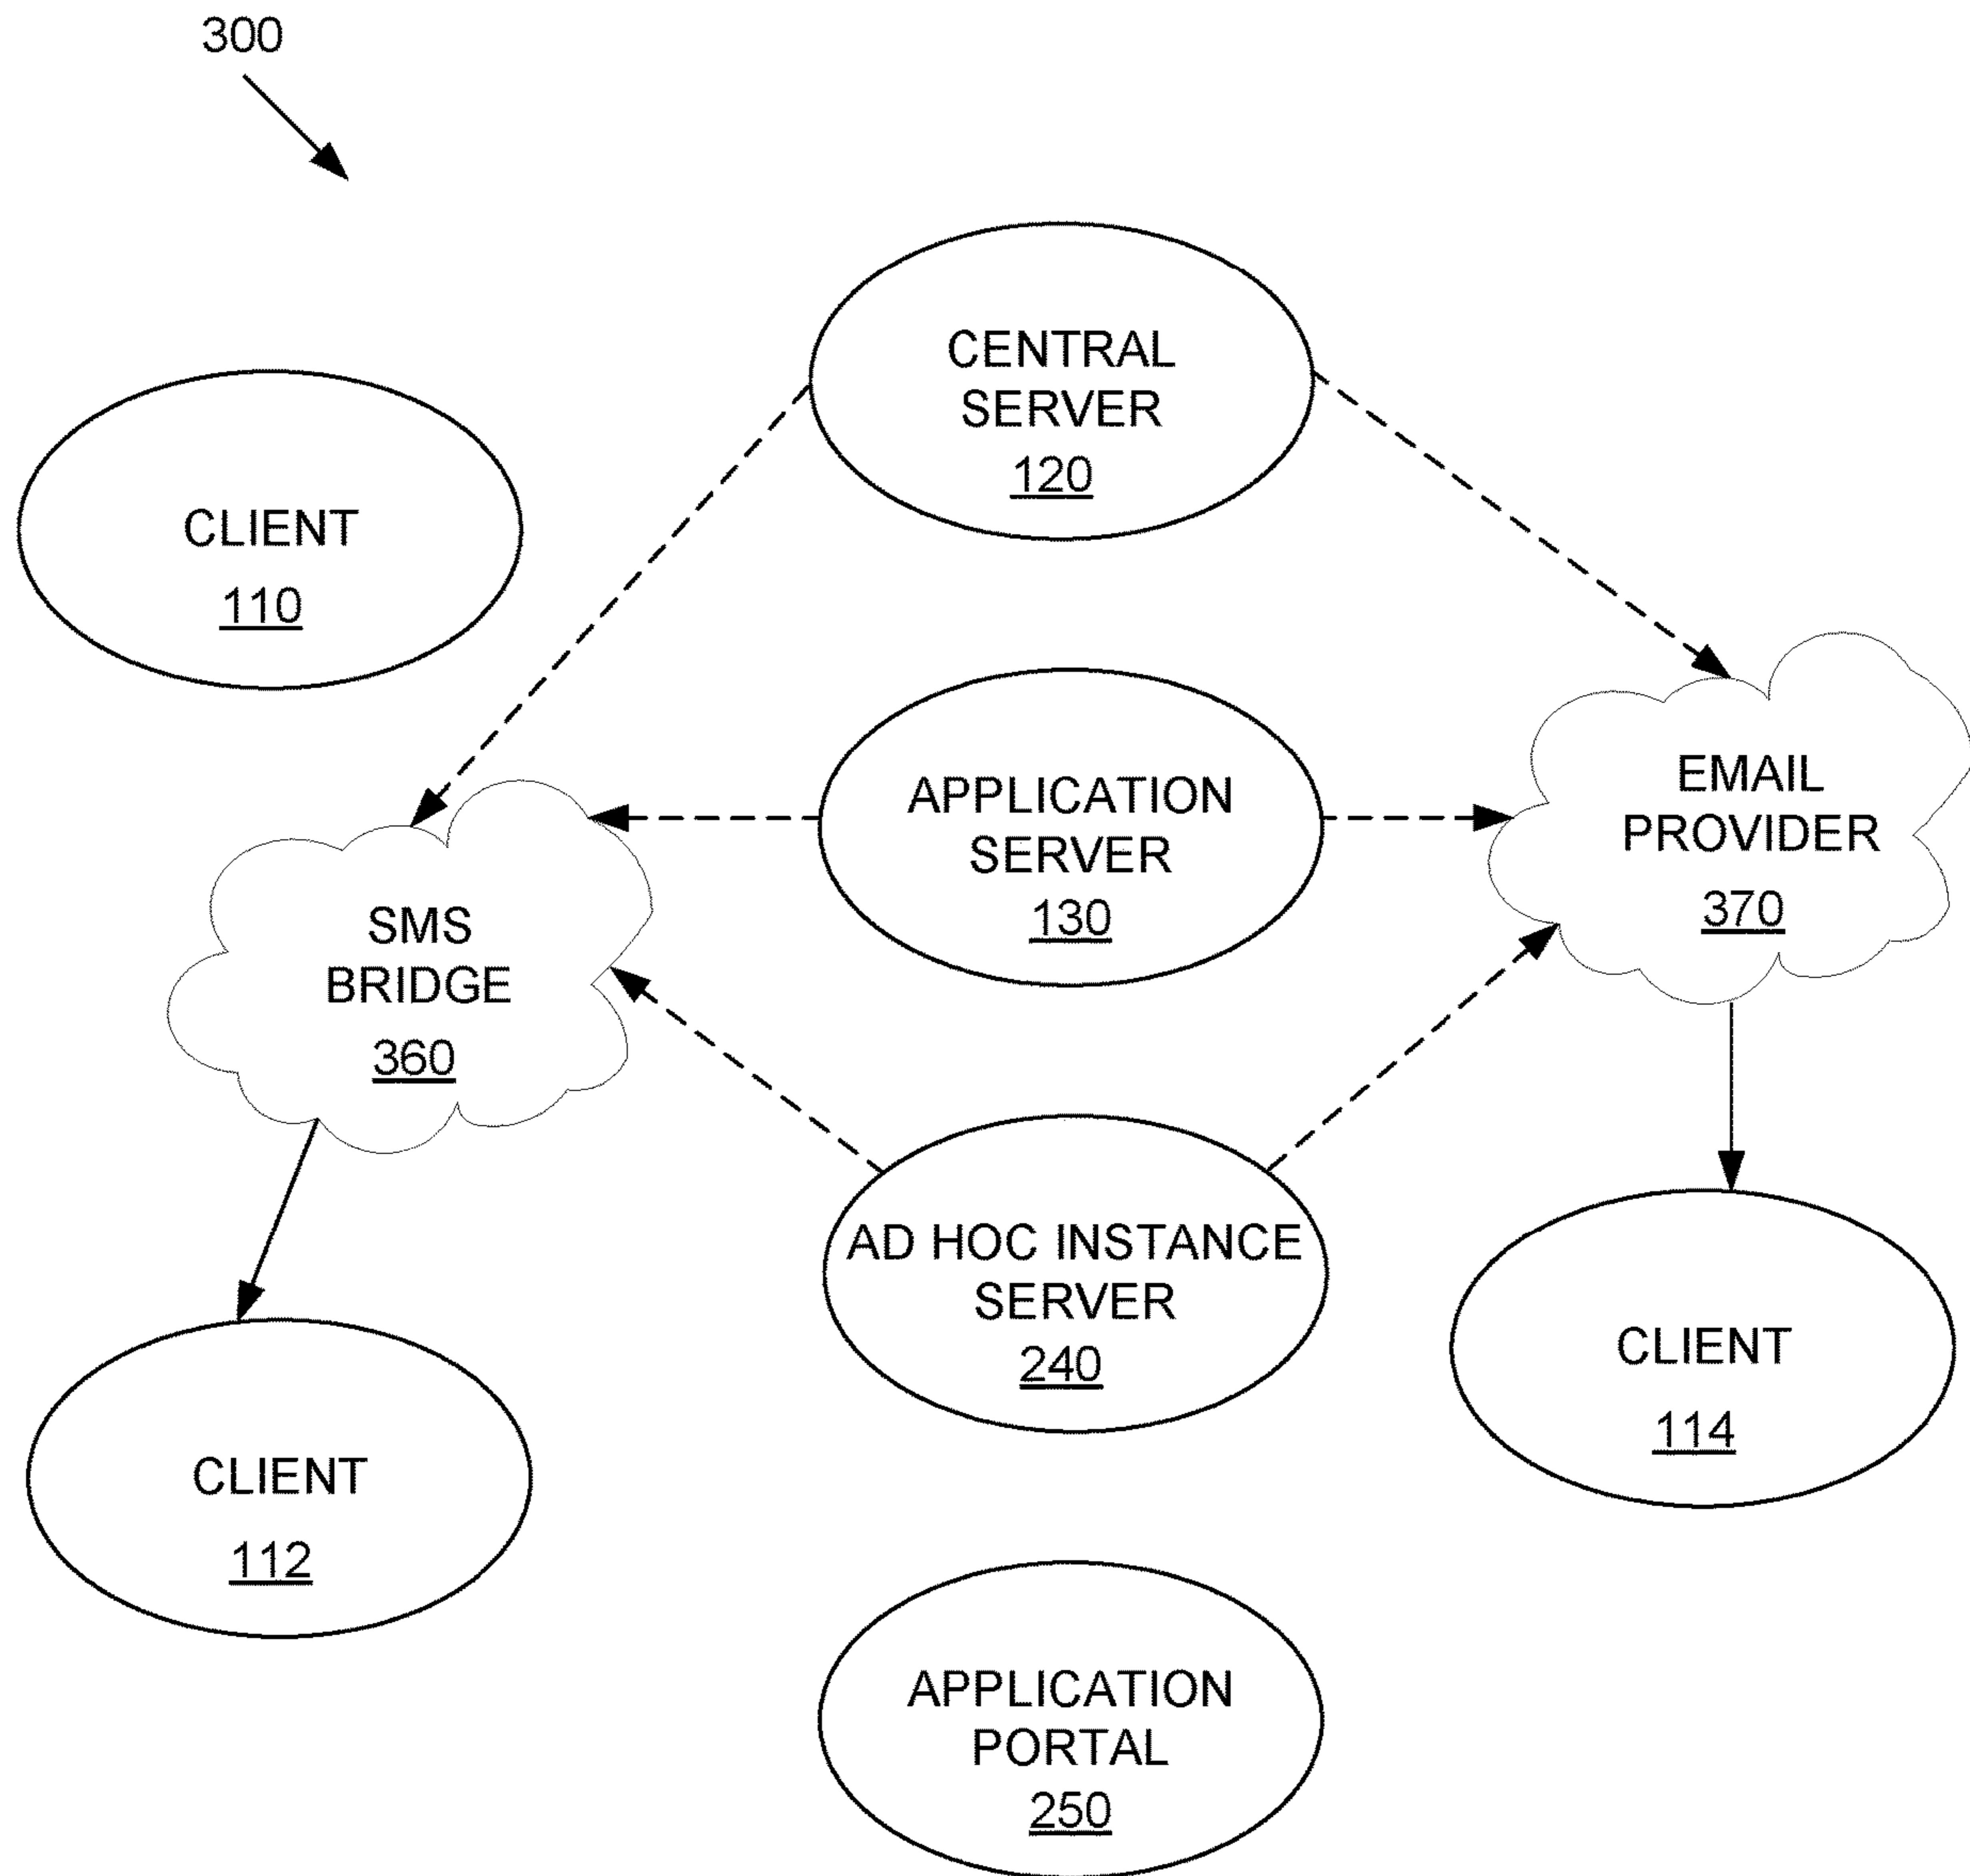 300
CENTRAL
SERVER
120
CLIENT
110
APPLICATION
SERVER
130
EMAIL
PROVIDER
370
SMS
BRIDGE
360
AD HOC INSTANCE
SERVER
240
CLIENT
114
CLIENT
112
APPLICATION
PORTAL
250